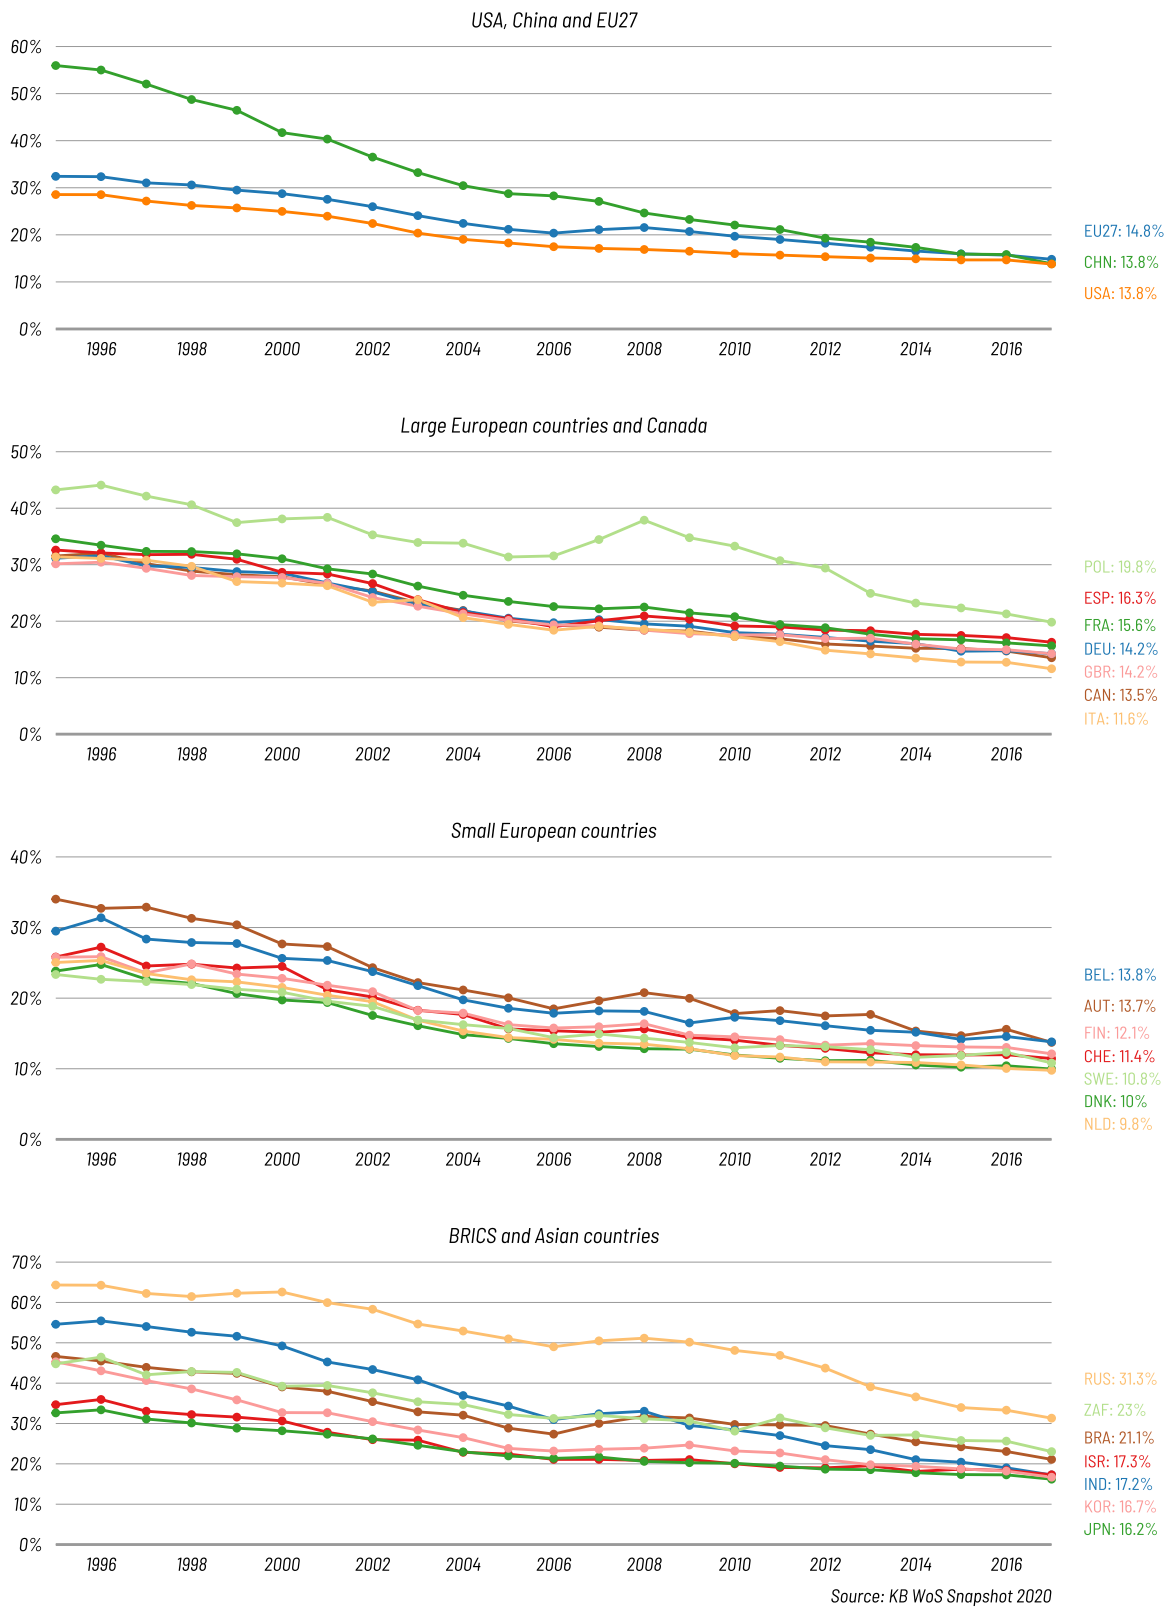 USA, China and EU27
60%
50%
40%
30%
20%
10%
0%
EU27: 14.8%
CHN: 13.8%
USA: 13.8%
1996 1998 2000 2002 2004 2006 2008 2010 2012 2014 2016
Large European countries and Canada
50%
40%
30%
20%
10%
0%
POL: 19.8%
ESP: 16.3%
FRA: 15.6%
DEU: 14.2%
GBR: 14.2%
CAN: 13.5%
ITA: 11.6%
1996 1998 2000 2002 2004 2006 2008 2010 2012 2014 2016
Small European countries
40%
30%
20%
10%
0%
BEL: 13.8%
AUT: 13.7%
FIN: 12.1%
CHE: 11.4%
SWE: 10.8%
DNK: 10%
NLD: 9.8%
1996 1998 2000 2002 2004 2006 2008 2010 2012 2014 2016
BRICS and Asian countries
70%
60%
50%
40%
30%
20%
10%
0%
RUS: 31.3%
ZAF: 23%
BRA: 21.1%
ISR: 17.3%
IND: 17.2%
KOR: 16.7%
JPN: 16.2%
1996 1998 2000 2002 2004 2006 2008 2010 2012 2014 2016
Source: KB WoS Snapshot 2020